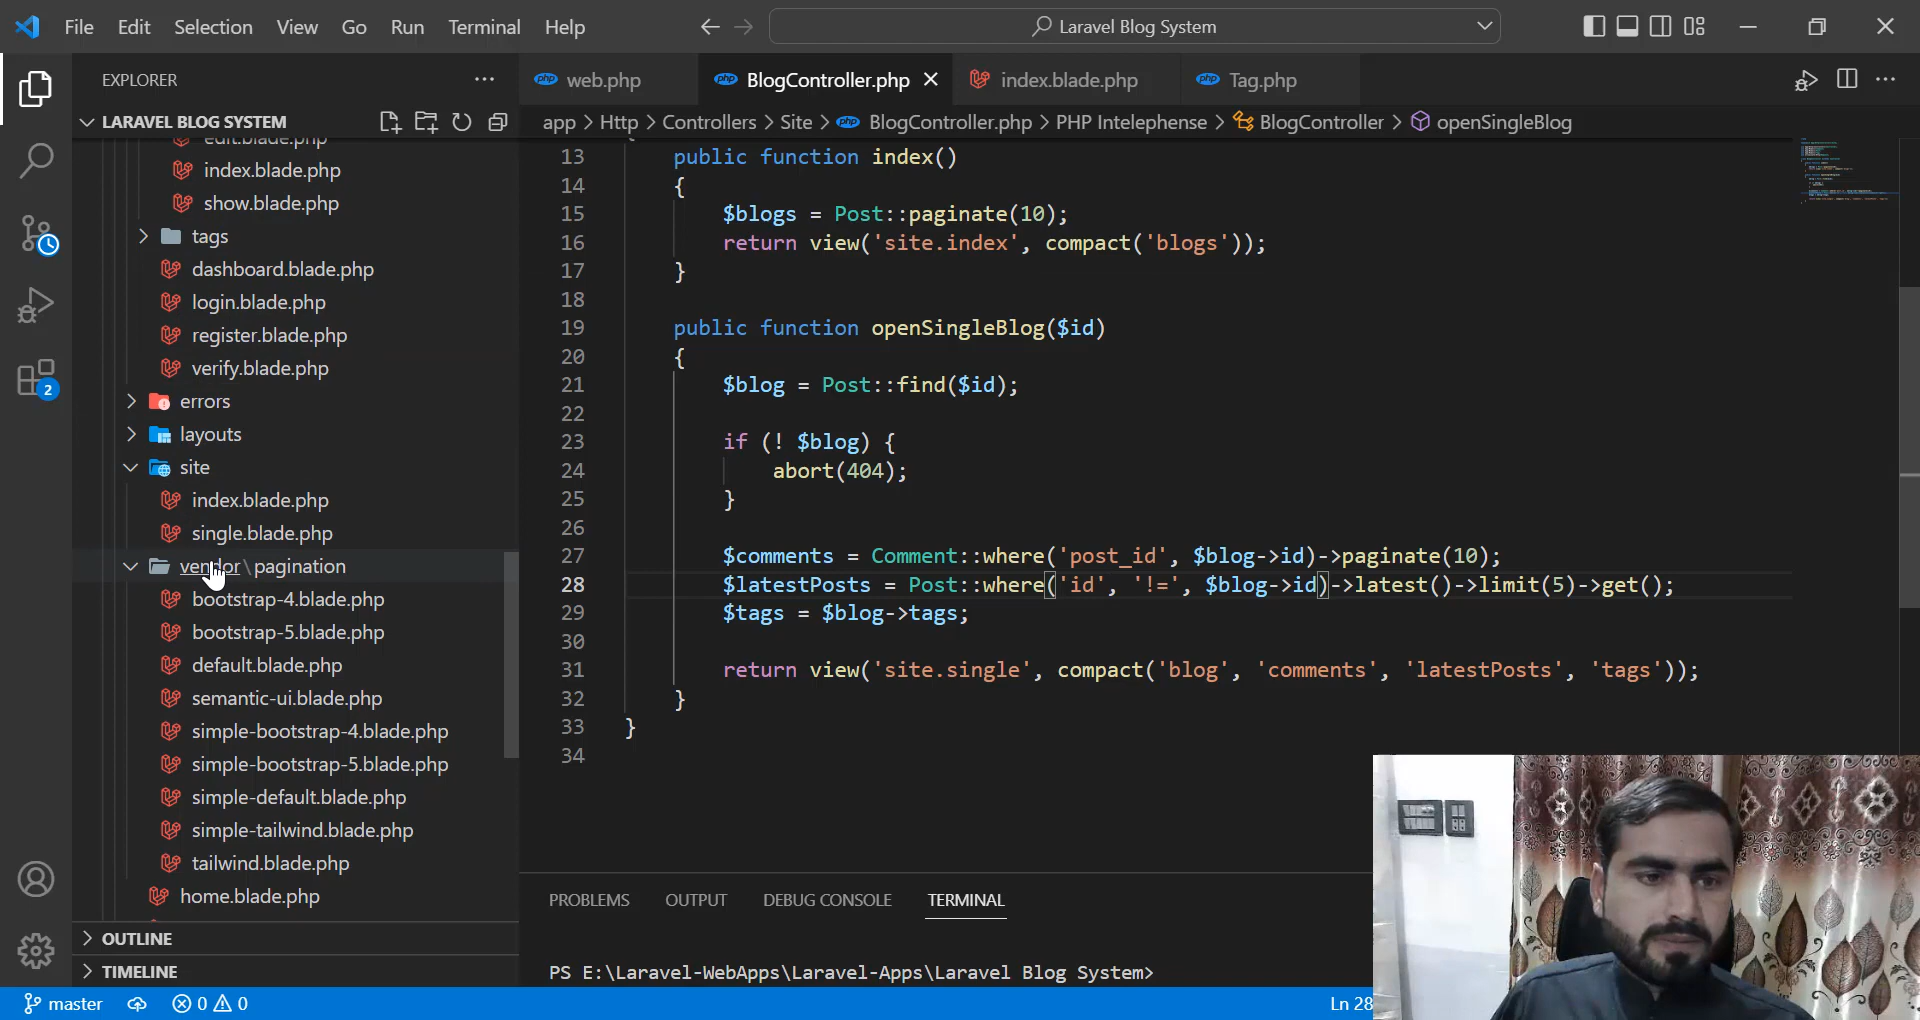 File Edit Selection View Go Run Terminal Help
Laravel Blog System
EXPLORER
web.php
BlogController.php
index.blade.php
Tag.php
LARAVEL BLOG SYSTEM
app > Http > Controllers > Site > BlogController.php > PHP Intelephense > BlogController > openSingleBlog
edit.blade.php
index.blade.php
show.blade.php
tags
dashboard.blade.php
login.blade.php
register.blade.php
verify.blade.php
errors
layouts
site
index.blade.php
single.blade.php
vendor\pagination
bootstrap-4.blade.php
bootstrap-5.blade.php
default.blade.php
semantic-ui.blade.php
simple-bootstrap-4.blade.php
simple-bootstrap-5.blade.php
simple-default.blade.php
simple-tailwind.blade.php
tailwind.blade.php
home.blade.php
OUTLINE
TIMELINE
2
13 public function index()
14 {
15 $blogs = Post::paginate(10);
16 return view('site.index', compact('blogs'));
17 }
18
19 public function openSingleBlog($id)
20 {
21 $blog = Post::find($id);
22
23 if (! $blog) {
24 abort(404);
25 }
26
27 $comments = Comment::where('post_id', $blog->id)->paginate(10);
28 $latestPosts = Post::where('id', '!=', $blog->id)->latest()->limit(5)->get();
29 $tags = $blog->tags;
30
31 return view('site.single', compact('blog', 'comments', 'latestPosts', 'tags'));
32 }
33 }
34
PROBLEMS OUTPUT DEBUG CONSOLE TERMINAL
PS E:\Laravel-WebApps\Laravel-Apps\Laravel Blog System>
master 0 0
Ln 28